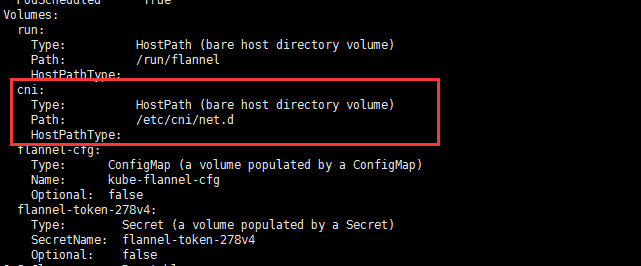 PodScheduled      True
Volumes:
  run:
    Type:          HostPath (bare host directory volume)
    Path:          /run/flannel
    HostPathType:
  cni:
    Type:          HostPath (bare host directory volume)
    Path:          /etc/cni/net.d
    HostPathType:
  flannel-cfg:
    Type:      ConfigMap (a volume populated by a ConfigMap)
    Name:      kube-flannel-cfg
    Optional:  false
  flannel-token-278v4:
    Type:        Secret (a volume populated by a Secret)
    SecretName:  flannel-token-278v4
    Optional:    false